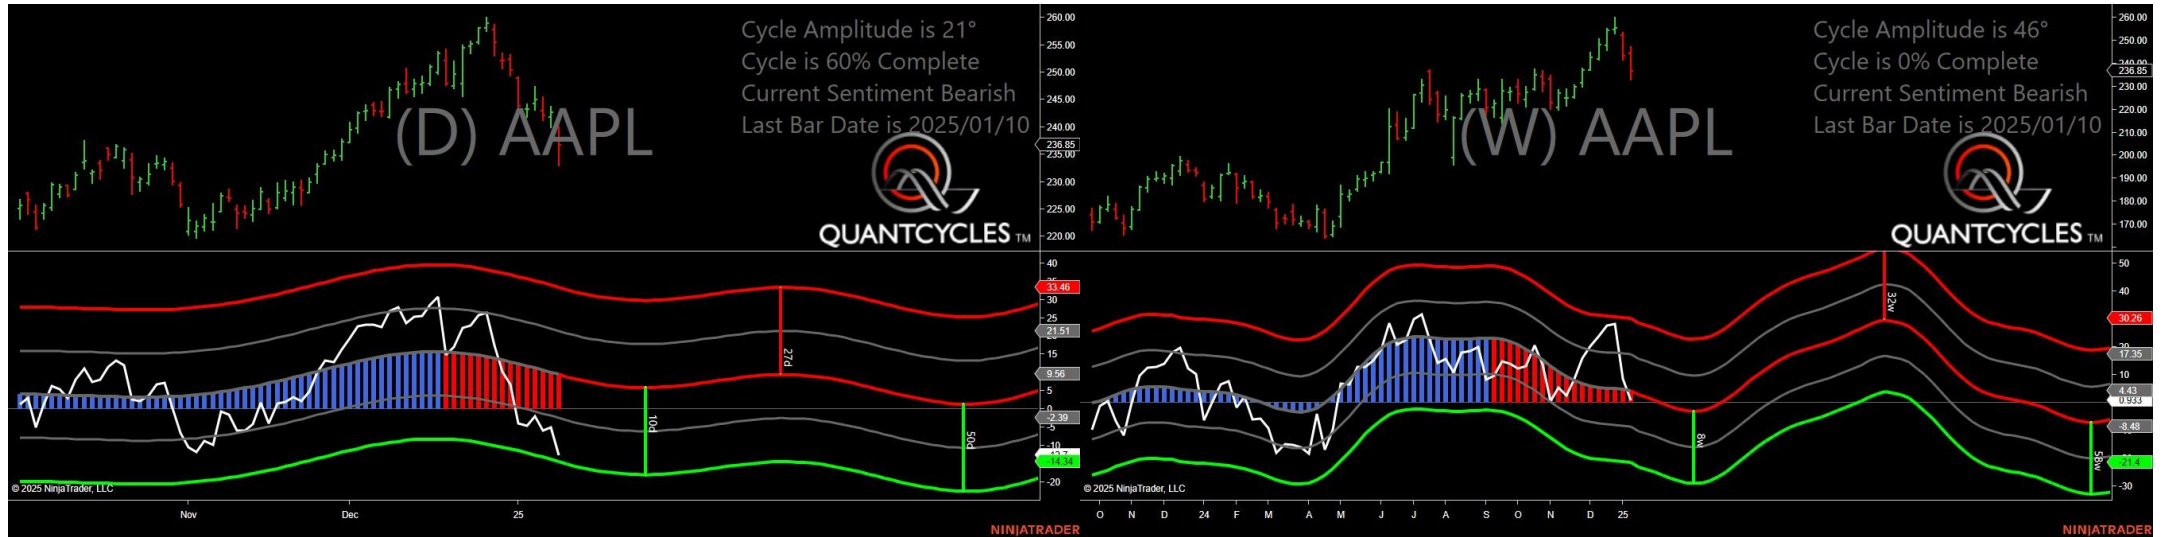 Cycle Amplitude is 21°
Cycle is 60% Complete
Current Sentiment Bearish
Last Bar Date is 2025/01/10
(D) AAPL
QUANTCYCLES TM
260.00
255.00
250.00
245.00
240.00
236.85
235.00
230.00
225.00
220.00
40
33.46
30
25
21.51
15
9.56
5
0
-2.39
-5
-10
-14.34
-20
27d
10d
50d
© 2025 NinjaTrader, LLC
Nov Dec 25
NINJATRADER
Cycle Amplitude is 46°
Cycle is 0% Complete
Current Sentiment Bearish
Last Bar Date is 2025/01/10
(W) AAPL
QUANTCYCLES TM
260.00
250.00
240.00
236.85
230.00
220.00
210.00
200.00
190.00
180.00
170.00
50
40
30.26
20
17.35
10
4.43
0.933
-8.48
-21.4
-30
32w
8w
58w
© 2025 NinjaTrader, LLC
O N D 24 F M A M J J A S O N D 25
NINJATRADER